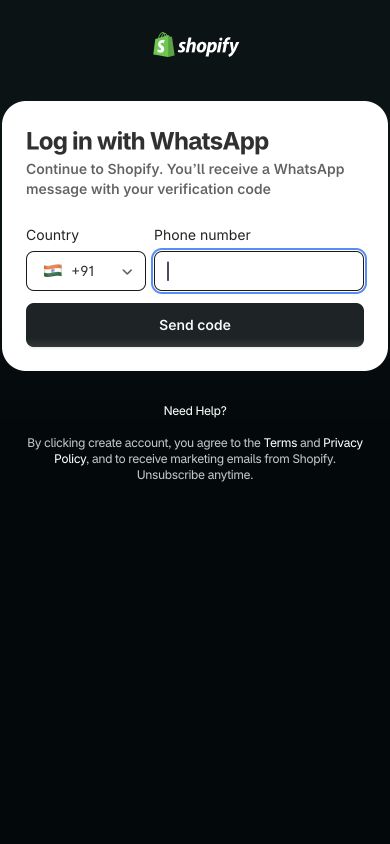 shopify
Log in with WhatsApp
Continue to Shopify. You’ll receive a WhatsApp
message with your verification code
Country Phone number
+91
Send code
Need Help?
By clicking create account, you agree to the Terms and Privacy
Policy, and to receive marketing emails from Shopify.
Unsubscribe anytime.